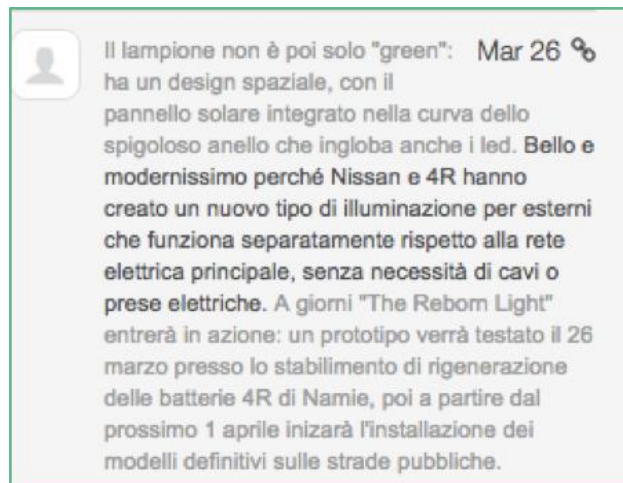 Il lampione non è poi solo "green": Mar 26
ha un design spaziale, con il
pannello solare integrato nella curva dello
spigoloso anello che ingloba anche i led. Bello e
modernissimo perché Nissan e 4R hanno
creato un nuovo tipo di illuminazione per esterni
che funziona separatamente rispetto alla rete
elettrica principale, senza necessità di cavi o
prese elettriche. A giorni "The Reborn Light"
entrerà in azione: un prototipo verrà testato il 26
marzo presso lo stabilimento di rigenerazione
delle batterie 4R di Namie, poi a partire dal
prossimo 1 aprile inizarà l'installazione dei
modelli definitivi sulle strade pubbliche.